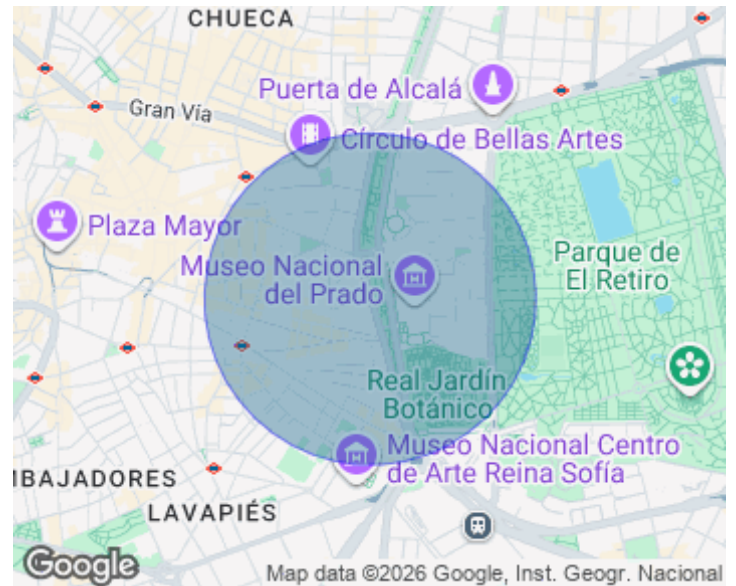 CHUECA
Puerta de Alcalá
Gran Vía
Círculo de Bellas Artes
Plaza Mayor
Museo Nacional
del Prado
Parque de
El Retiro
Real Jardín
Botánico
Museo Nacional Centro
de Arte Reina Sofía
MBAJADORES
LAVAPIÉS
Google
Map data ©2026 Google, Inst. Geogr. Nacional